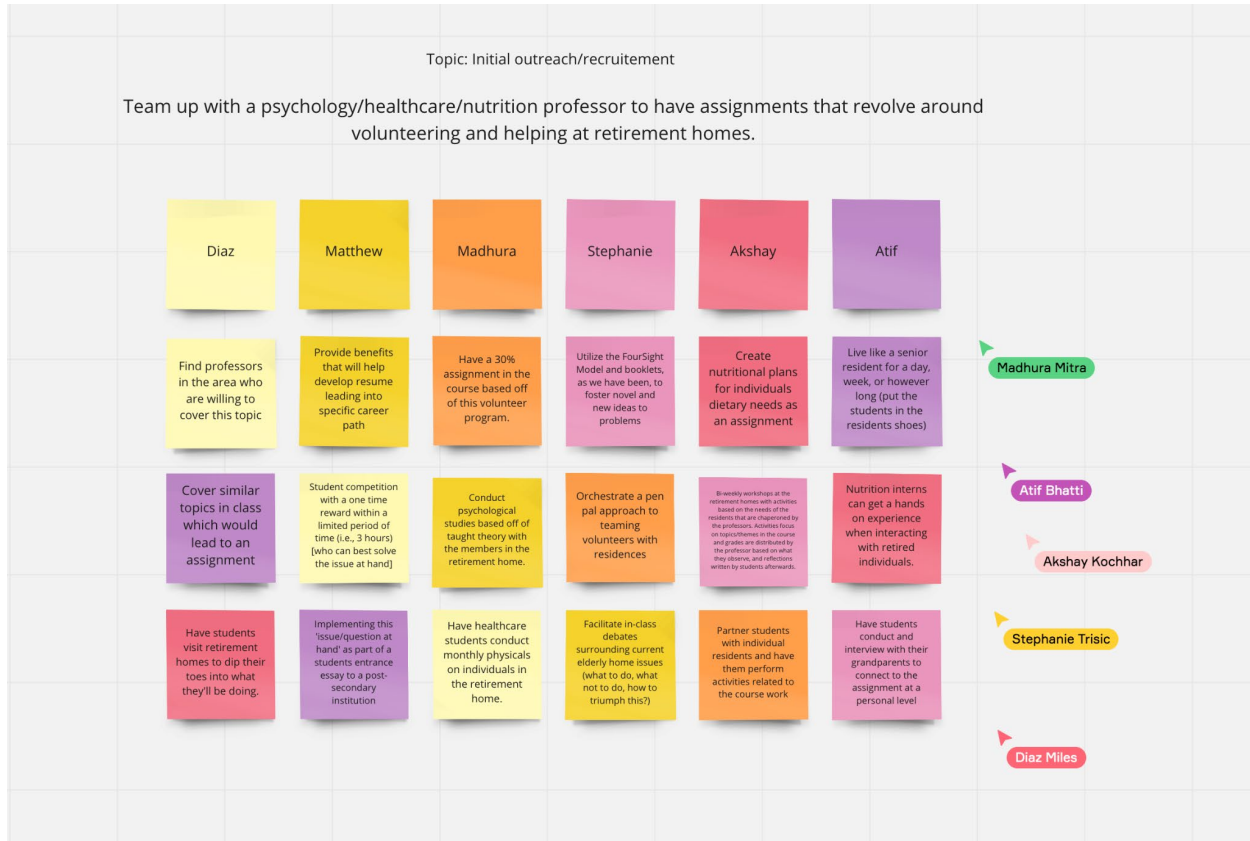 Topic: Initial outreach/recruitement
Team up with a psychology/healthcare/nutrition professor to have assignments that revolve around
volunteering and helping at retirement homes.
Diaz
Matthew
Madhura
Stephanie
Akshay
Atif
Find professors
in the area who
are willing to
cover this topic
Provide benefits
that will help
develop resume
leading into
specific career
path
Have a 30%
assignment in the
course based off
of this volunteer
program.
Utilize the FourSight
Model and booklets,
as we have been, to
foster novel and
new ideas to
problems
Create
nutritional plans
for individuals
dietary needs as
an assignment
Live like a senior
resident for a day,
week, or however
long (put the
students in the
residents shoes)
Madhura Mitra
Cover similar
topics in class
which would
lead to an
assignment
Student competition
with a one time
reward within a
limited period of
time (i.e., 3 hours)
[who can best solve
the issue at hand]
Conduct
psychological
studies based off of
taught theory with
the members in the
retirement home.
Orchestrate a pen
pal approach to
teaming
volunteers with
residences
Bi-weekly workshops at the
retirement homes with activities
based on the needs of the
residents that are chaperoned by
the professors. Activities focus
on topics/themes in the course
and grades are distributed by
the professor based on what
they observe, and reflections
written by students afterwards.
Nutrition interns
can get a hands
on experience
when interacting
with retired
individuals.
Atif Bhatti
Akshay Kochhar
Have students
visit retirement
homes to dip their
toes into what
they'll be doing.
Implementing this
'issue/question at
hand' as part of a
students entrance
essay to a post-
secondary
institution
Have healthcare
students conduct
monthly physicals
on individuals in
the retirement
home.
Facilitate in-class
debates
surrounding current
elderly home issues
(what to do, what
not to do, how to
triumph this?)
Partner students
with individual
residents and have
them perform
activities related to
the course work
Have students
conduct and
interview with their
grandparents to
connect to the
assignment at a
personal level
Stephanie Trisic
Diaz Miles